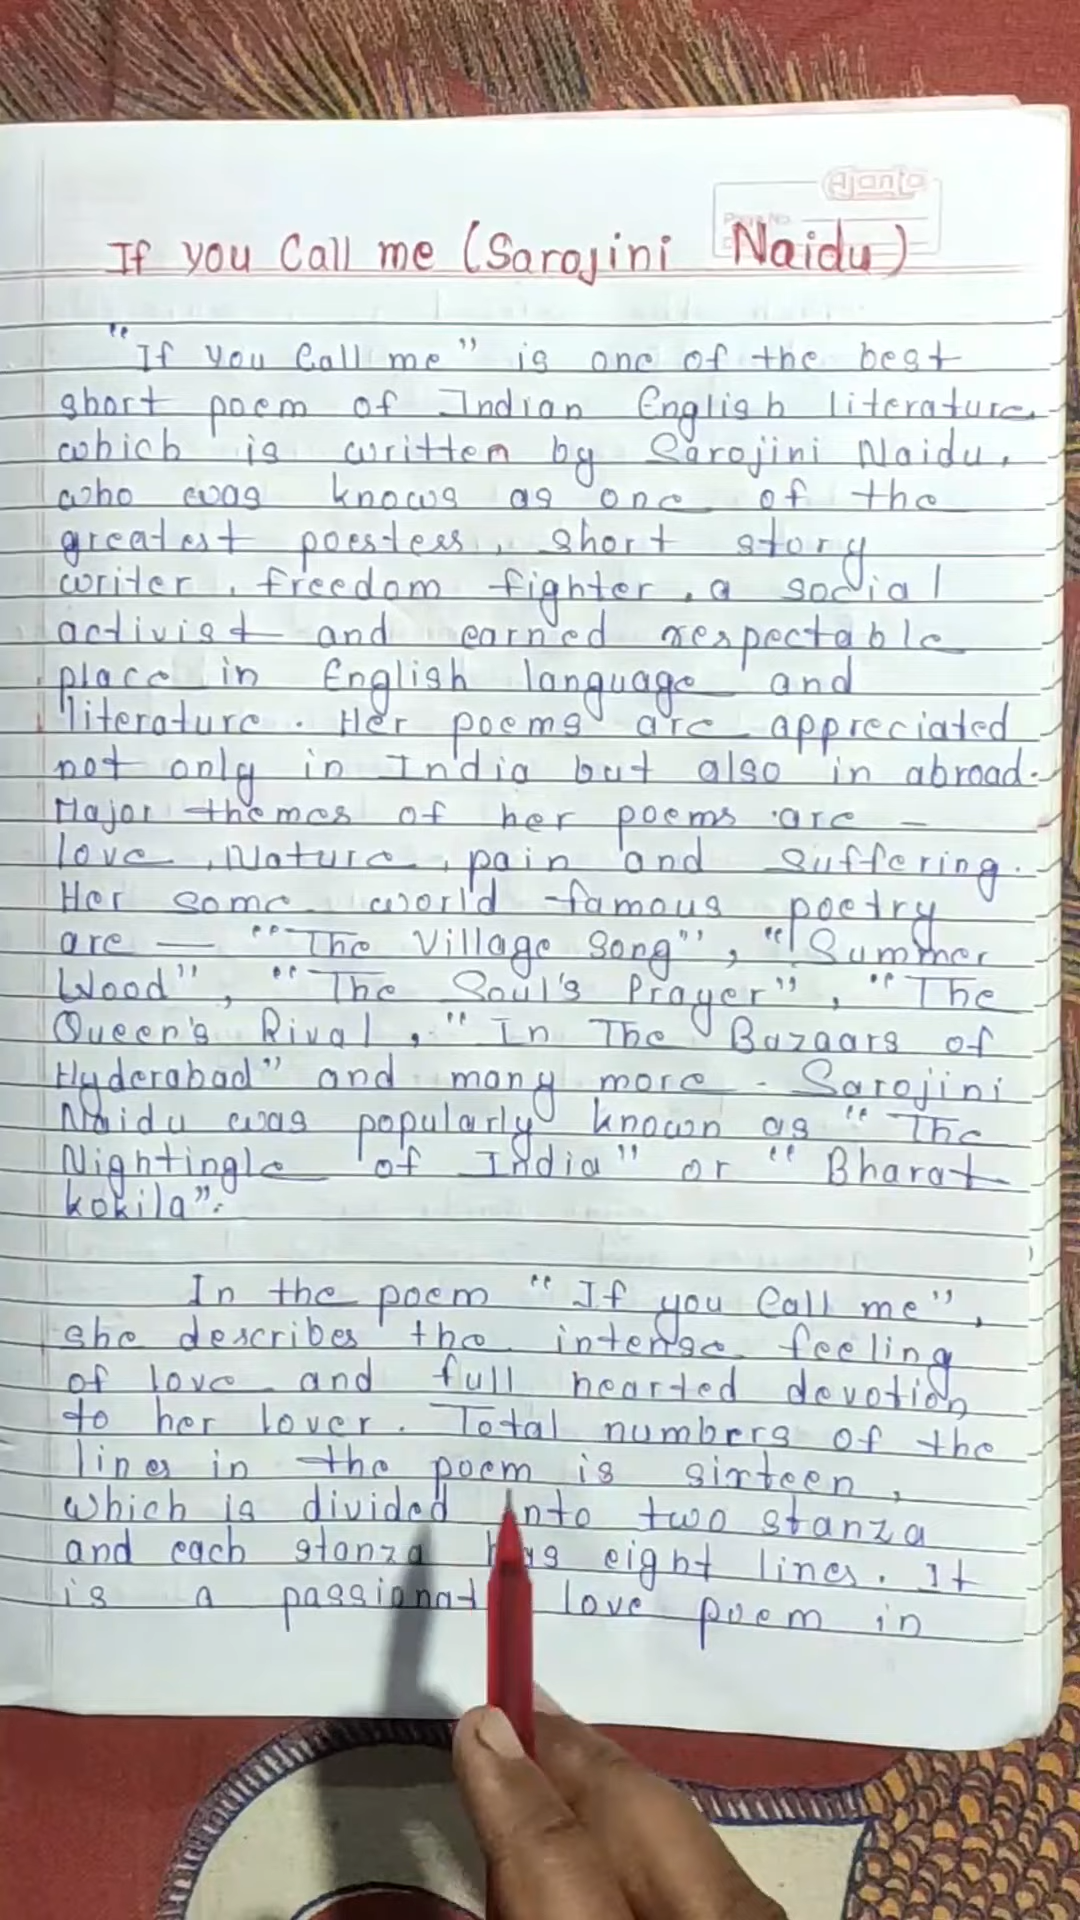 Ajanta
Page No.
If you Call me (Sarojini Naidu)
"If you Call me" is one of the best
short poem of Indian English literature
which is written by Sarojini Naidu,
who was knows as one of the
greatest poestess, short story
writer, freedom fighter, a social
activist and earned respectable
place in English language and
literature. Her poems are appreciated
not only in India but also in abroad.
Major themes of her poems are -
love, Nature, pain and suffering.
Her some world famous poetry
are — "The Village Song", "Summer
Wood", "The Soul's Prayer", "The
Queen's Rival, "In The Bazaars of
Hyderabad" and many more. Sarojini
Naidu was popularly known as "The
Nightingle of India" or "Bharat
kokila".
In the poem "If you Call me",
she describes the intense feeling
of love and full hearted devotion
to her lover. Total numbers of the
lines in the poem is sixteen,
which is divided into two stanza
and each stanza has eight lines. It
is a passionat love poem in